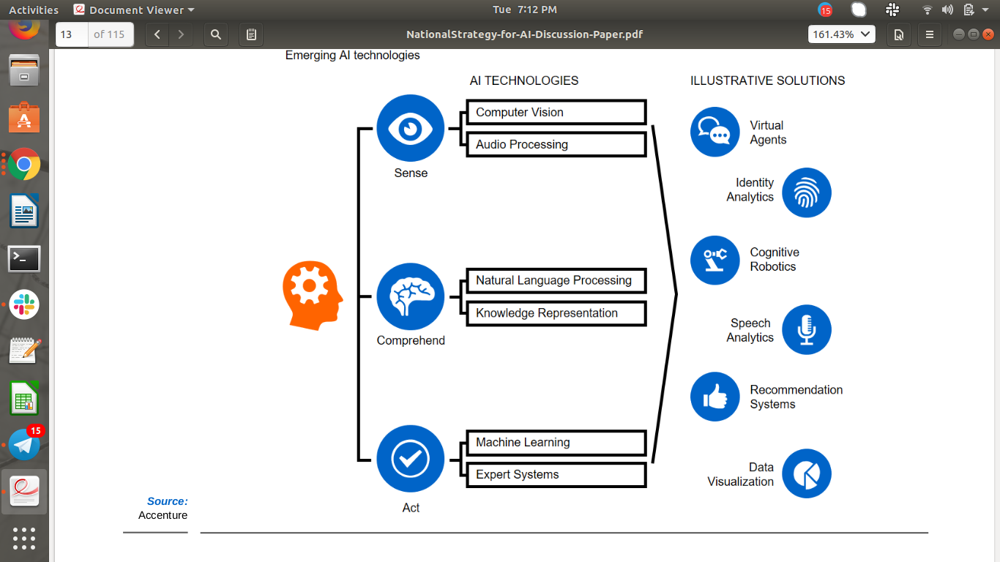 Activities
Document Viewer
Tue 7:12 PM
15
13
of 115
NationalStrategy-for-AI-Discussion-Paper.pdf
161.43%
Emerging AI technologies
AI TECHNOLOGIES
ILLUSTRATIVE SOLUTIONS
Sense
Computer Vision
Audio Processing
Comprehend
Natural Language Processing
Knowledge Representation
Act
Machine Learning
Expert Systems
Virtual
Agents
Identity
Analytics
Cognitive
Robotics
Speech
Analytics
Recommendation
Systems
Data
Visualization
15
Source:
Accenture